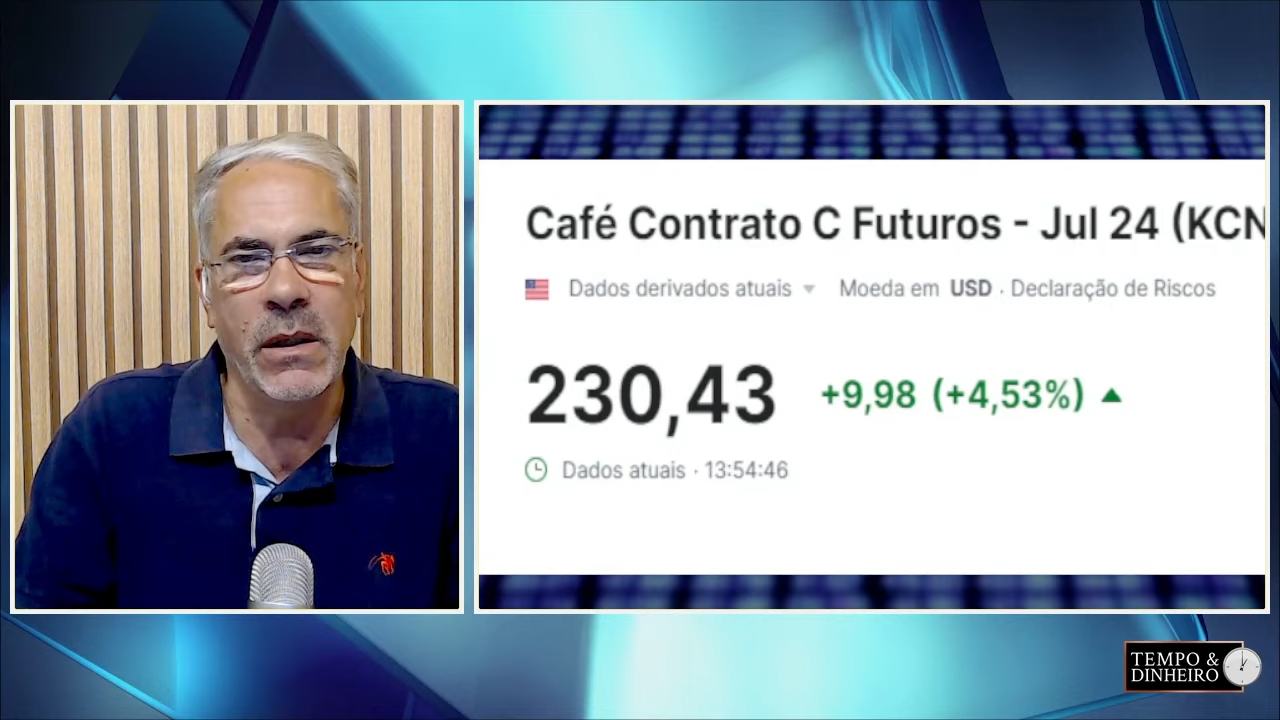 Café Contrato C Futuros - Jul 24 (KCN
Dados derivados atuais Moeda em USD · Declaração de Riscos
230,43 +9,98 (+4,53%)
Dados atuais · 13:54:46
TEMPO &
DINHEIRO